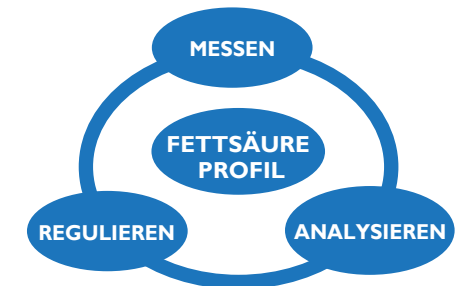 MESSEN
FETTSÄURE
PROFIL
REGULIEREN
ANALYSIEREN